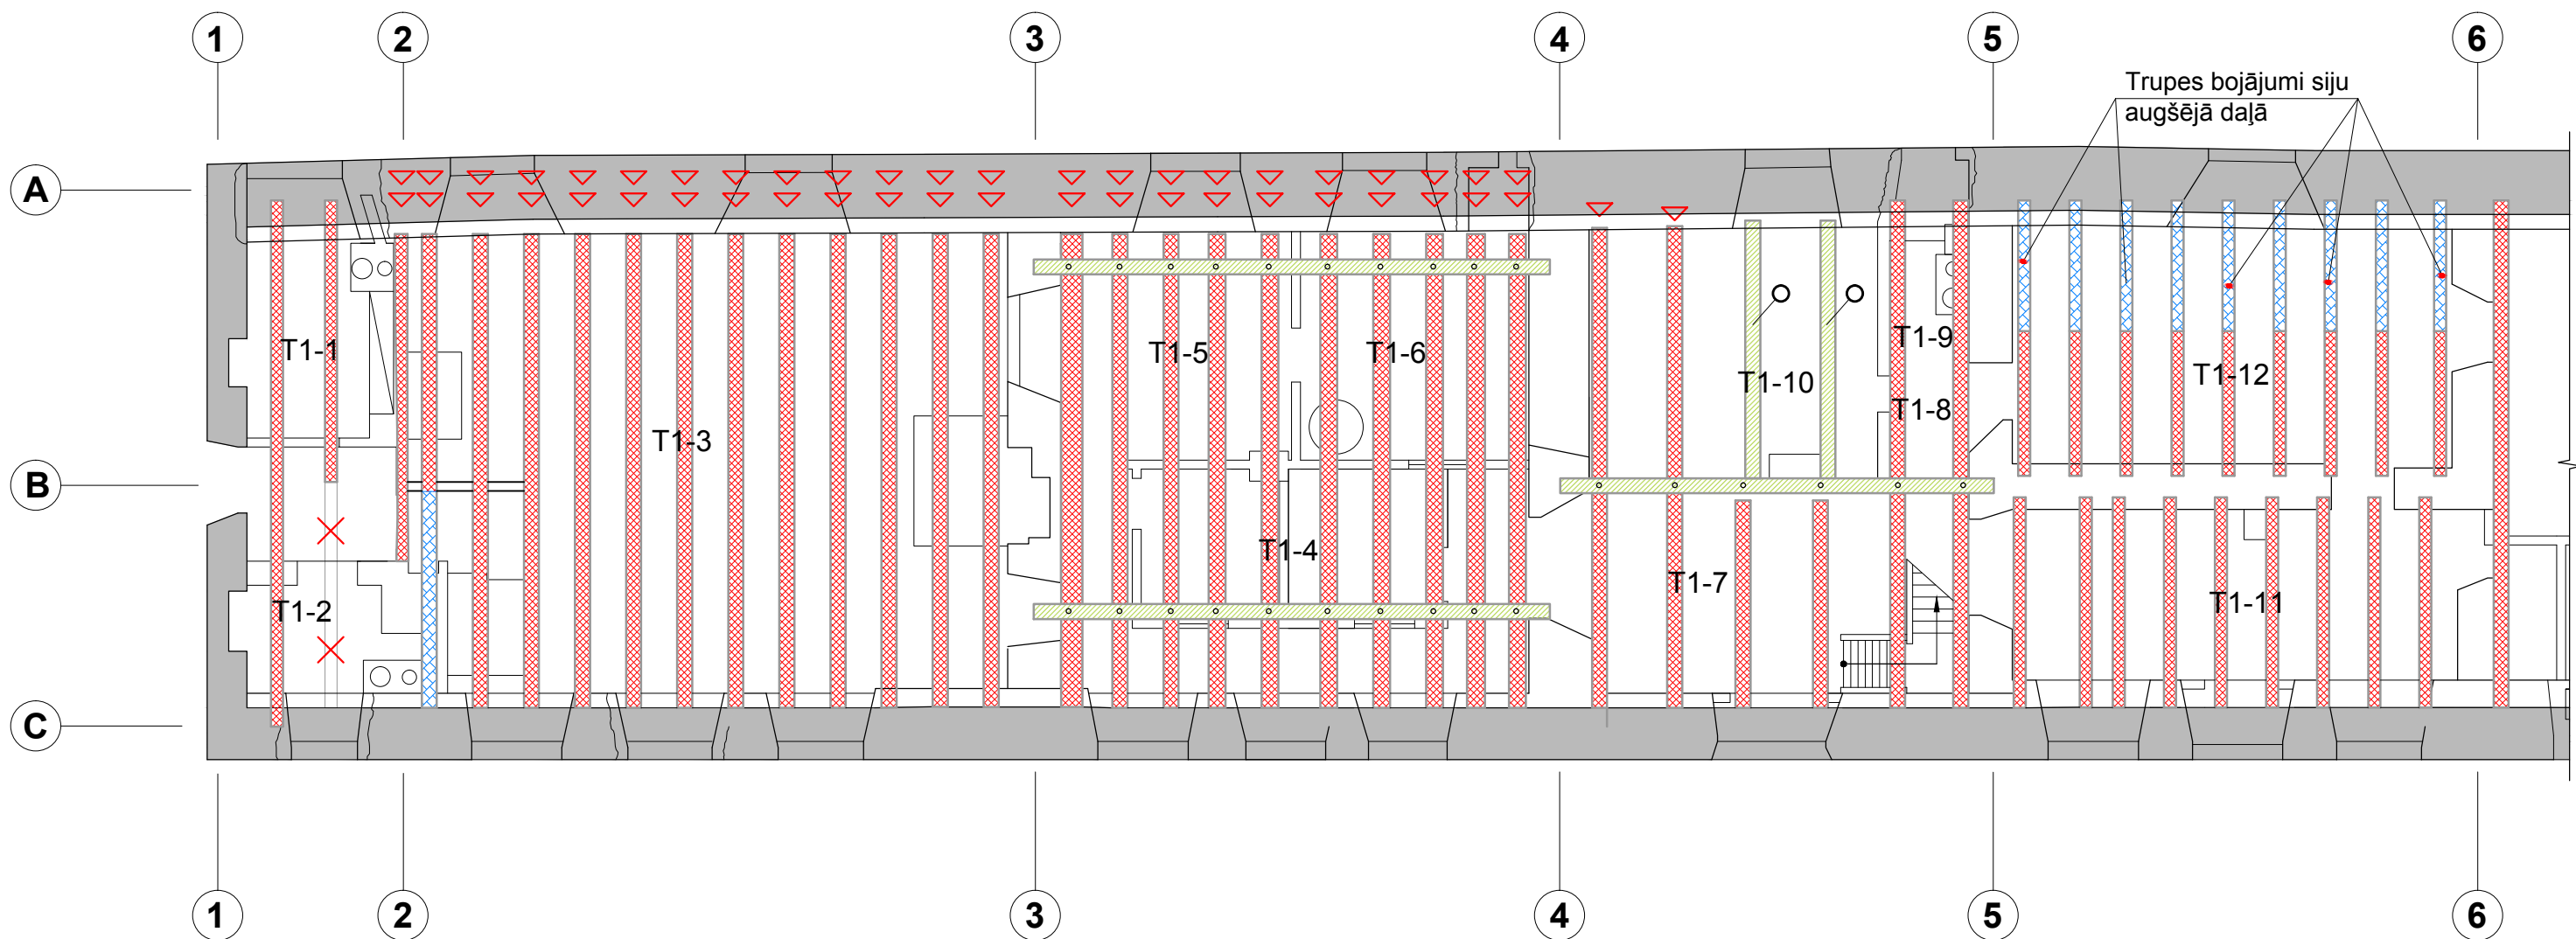 1 2 3 4 5 6
Trupes bojājumi siju
augšējā daļā
A
T1-9
T1-1
T1-5 T1-6
T1-12
T1-10
T1-8
T1-3
B
T1-4
T1-7
T1-11
T1-2
C
1 2 3 4 5 6